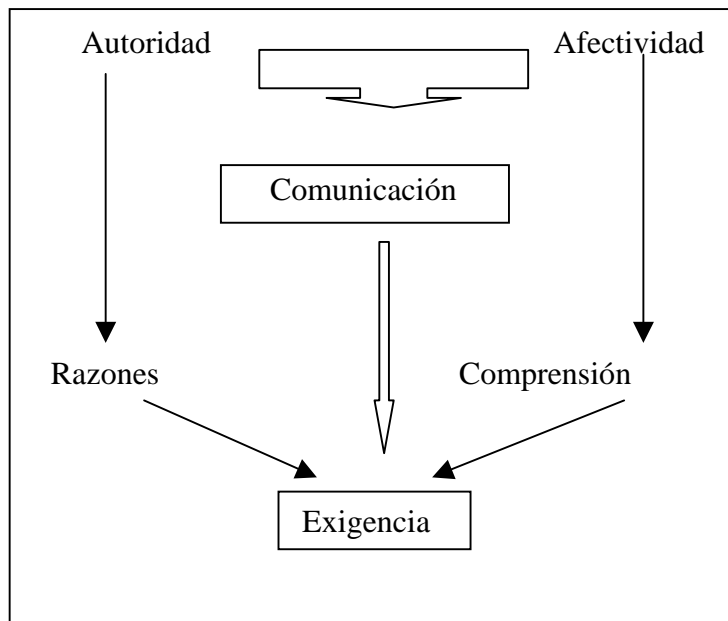 Autoridad
Afectividad
Comunicación
Razones
Comprensión
Exigencia